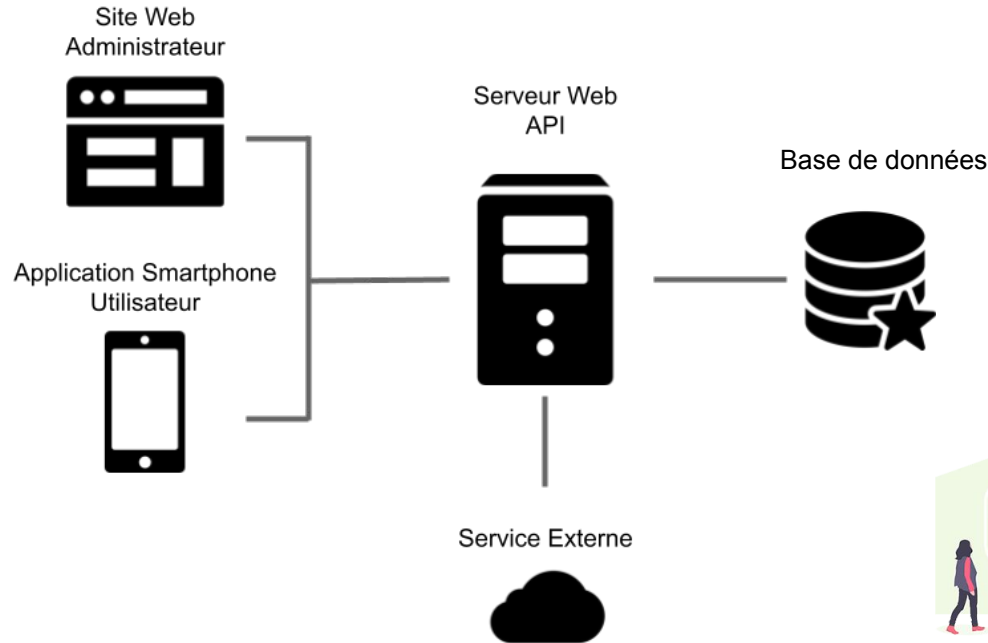 Site Web
Administrateur
Serveur Web
API
Base de données
Application Smartphone
Utilisateur
Service Externe